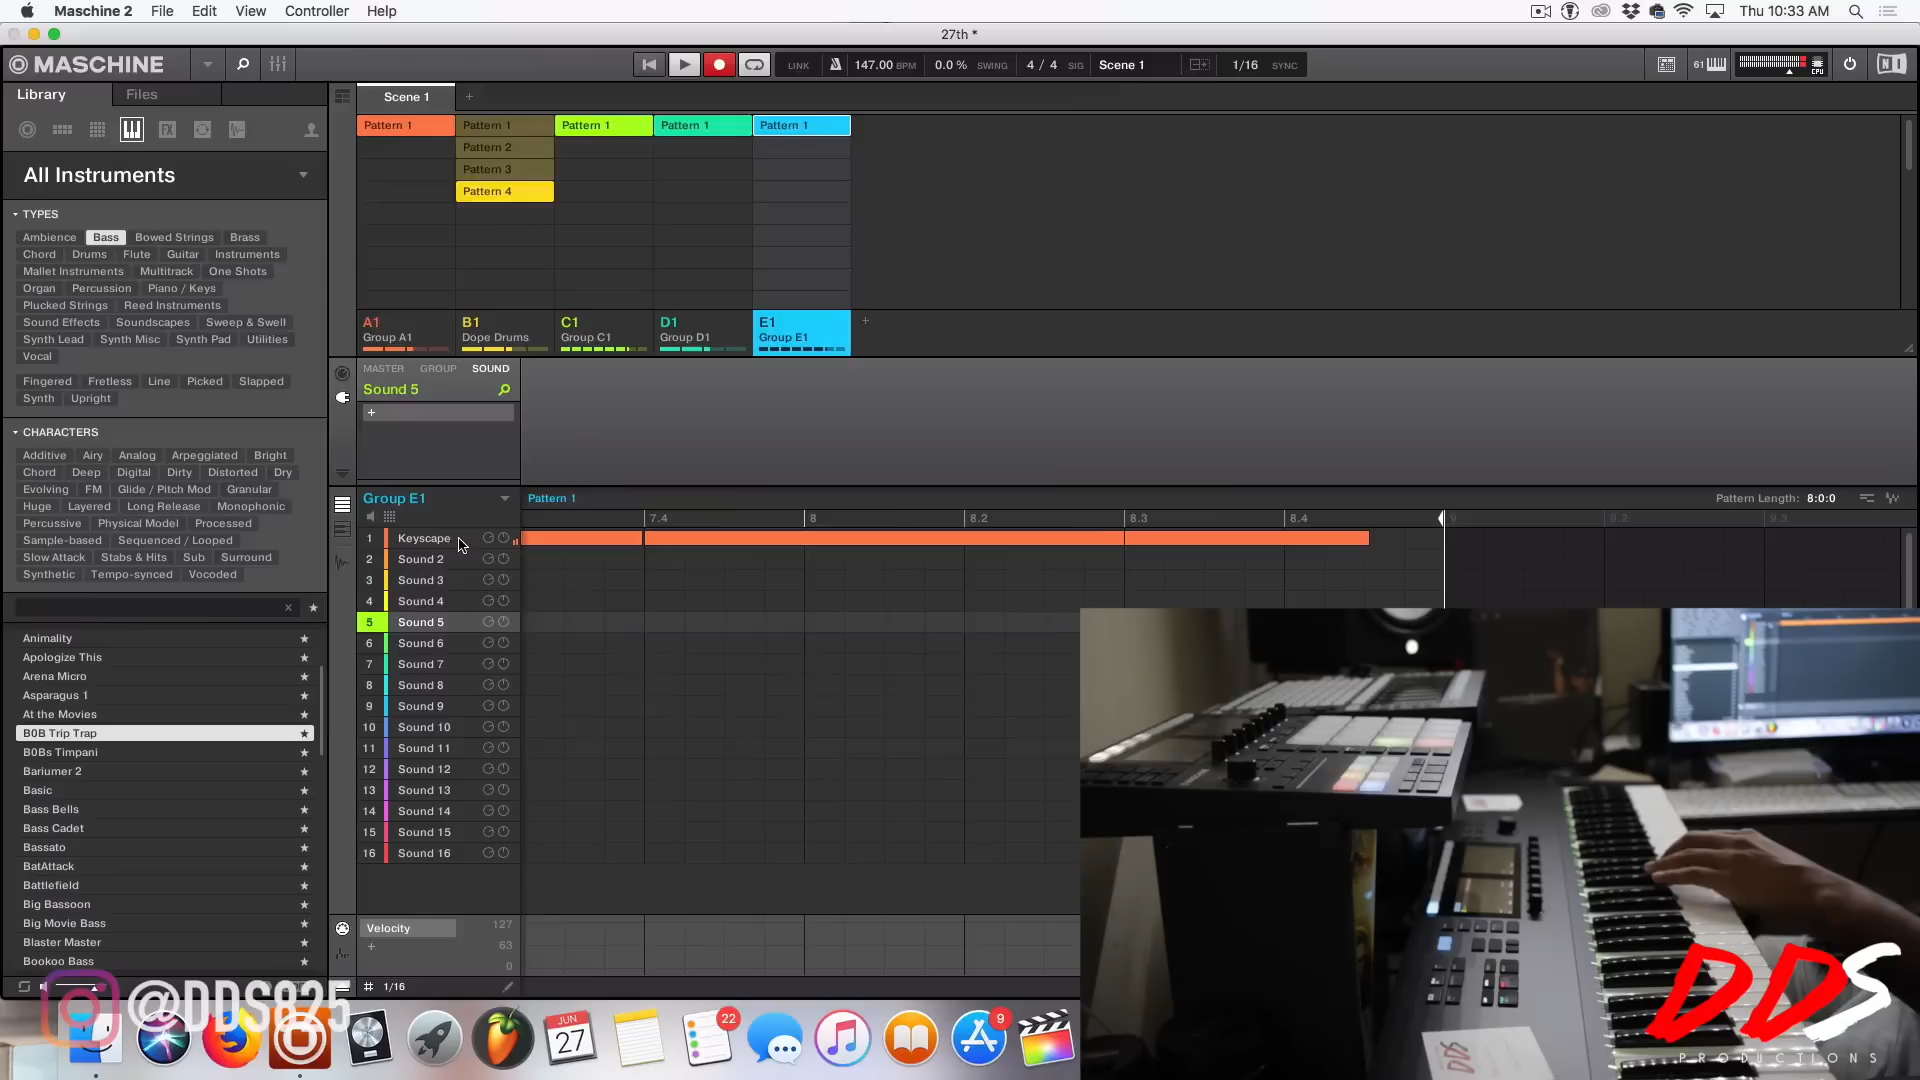 Maschine 2 File Edit View Controller Help
Thu 10:33 AM
27th *
MASCHINE
LINK 147.00 BPM 0.0 % SWING 4 / 4 SIG Scene 1 1/16 SYNC
61
CPU
Library Files
Scene 1 +
Pattern 1 Pattern 1 Pattern 1 Pattern 1 Pattern 1
Pattern 2
Pattern 3
Pattern 4
All Instruments
TYPES
Ambience Bass Bowed Strings Brass
Chord Drums Flute Guitar Instruments
Mallet Instruments Multitrack One Shots
Organ Percussion Piano / Keys
Plucked Strings Reed Instruments
Sound Effects Soundscapes Sweep & Swell
Synth Lead Synth Misc Synth Pad Utilities
Vocal
Fingered Fretless Line Picked Slapped
Synth Upright
A1 B1 C1 D1 E1 +
Group A1 Dope Drums Group C1 Group D1 Group E1
MASTER GROUP SOUND
Sound 5
+
CHARACTERS
Additive Airy Analog Arpeggiated Bright
Chord Deep Digital Dirty Distorted Dry
Evolving FM Glide / Pitch Mod Granular
Huge Layered Long Release Monophonic
Percussive Physical Model Processed
Sample-based Sequenced / Looped
Slow Attack Stabs & Hits Sub Surround
Synthetic Tempo-synced Vocoded
Animality
Apologize This
Arena Micro
Asparagus 1
At the Movies
B0B Trip Trap
B0Bs Timpani
Bariumer 2
Basic
Bass Bells
Bass Cadet
Bassato
BatAttack
Battlefield
Big Bassoon
Big Movie Bass
Blaster Master
Bookoo Bass
Group E1 Pattern 1 Pattern Length: 8:0:0
7.4 8 8.2 8.3 8.4 9 9.2 9.3
1 Keyscape
2 Sound 2
3 Sound 3
4 Sound 4
5 Sound 5
6 Sound 6
7 Sound 7
8 Sound 8
9 Sound 9
10 Sound 10
11 Sound 11
12 Sound 12
13 Sound 13
14 Sound 14
15 Sound 15
16 Sound 16
Velocity 127
+ 63
0
1/16
@DDS825
JUN
27
22
9
DDS
PRODUCTIONS
DDS